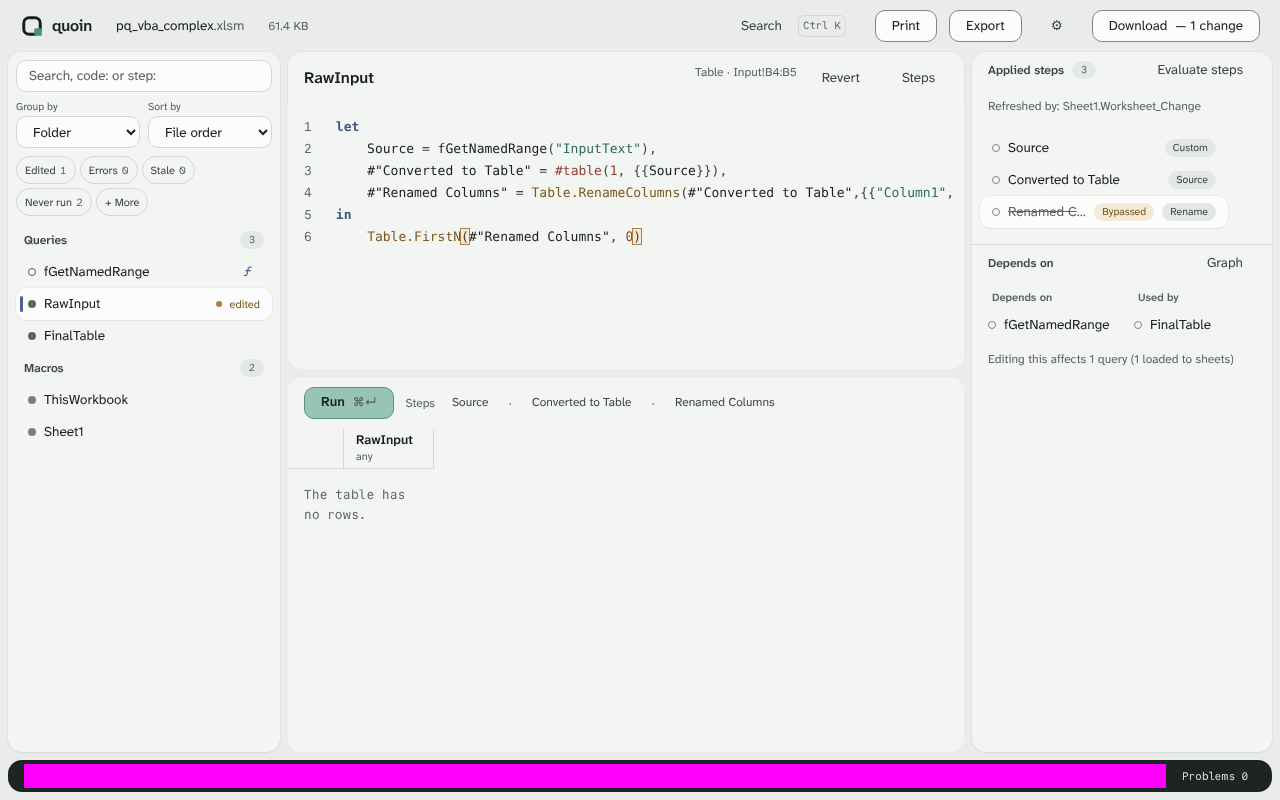 quoin
pq_vba_complex.xlsm
61.4 KB
Search
Ctrl K
Print
Export
Download — 1 change
Search, code: or step:
Group by
Sort by
Folder
File order
Edited 1
Errors 0
Stale 0
Never run 2
+ More
Queries
3
fGetNamedRange
ƒ
RawInput
edited
FinalTable
Macros
2
ThisWorkbook
Sheet1
RawInput
Table · Input!B4:B5
Revert
Steps
1 let
2 Source = fGetNamedRange("InputText"),
3 #"Converted to Table" = #table(1, {{Source}}),
4 #"Renamed Columns" = Table.RenameColumns(#"Converted to Table",{{"Column1",
5 in
6 Table.FirstN(#"Renamed Columns", 0)
Run ⌘↵
Steps
Source
·
Converted to Table
·
Renamed Columns
RawInput
any
The table has
no rows.
Applied steps
3
Evaluate steps
Refreshed by: Sheet1.Worksheet_Change
Source
Custom
Converted to Table
Source
Renamed C…
Bypassed
Rename
Depends on
Graph
Depends on
Used by
fGetNamedRange
FinalTable
Editing this affects 1 query (1 loaded to sheets)
Problems 0